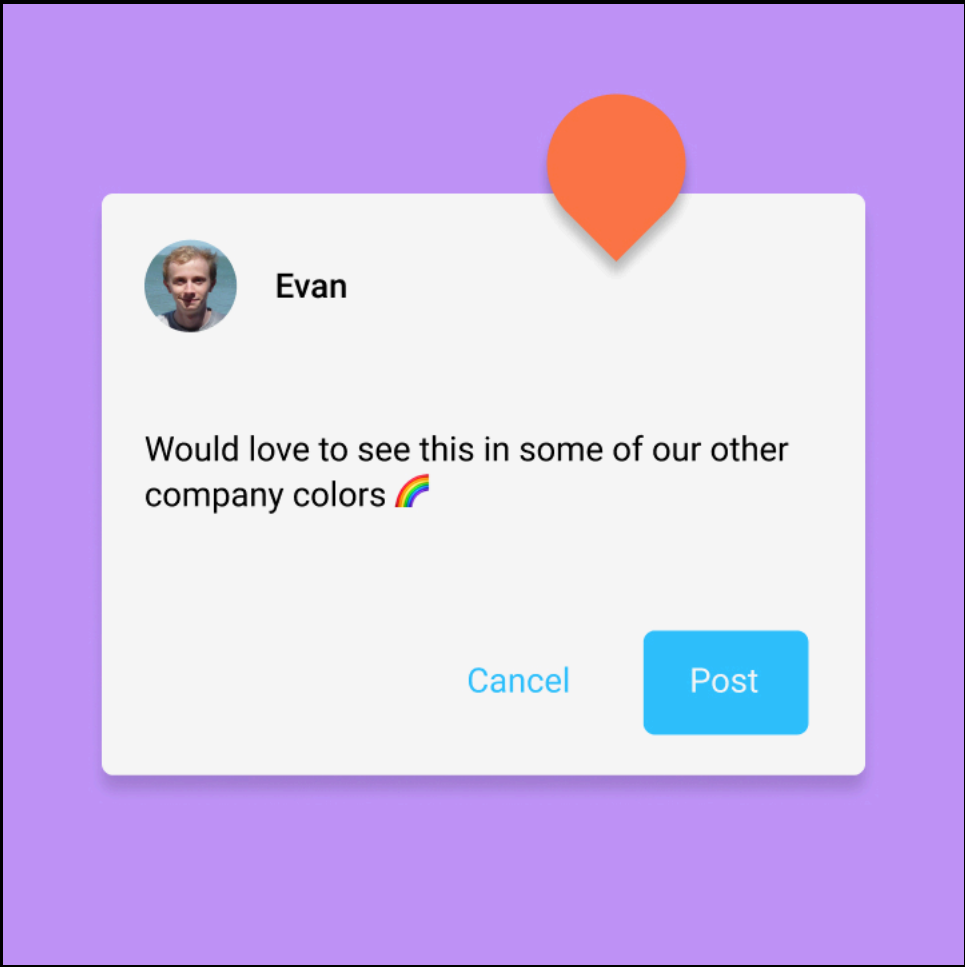 Evan
Would love to see this in some of our other
company colors 🌈
Cancel
Post